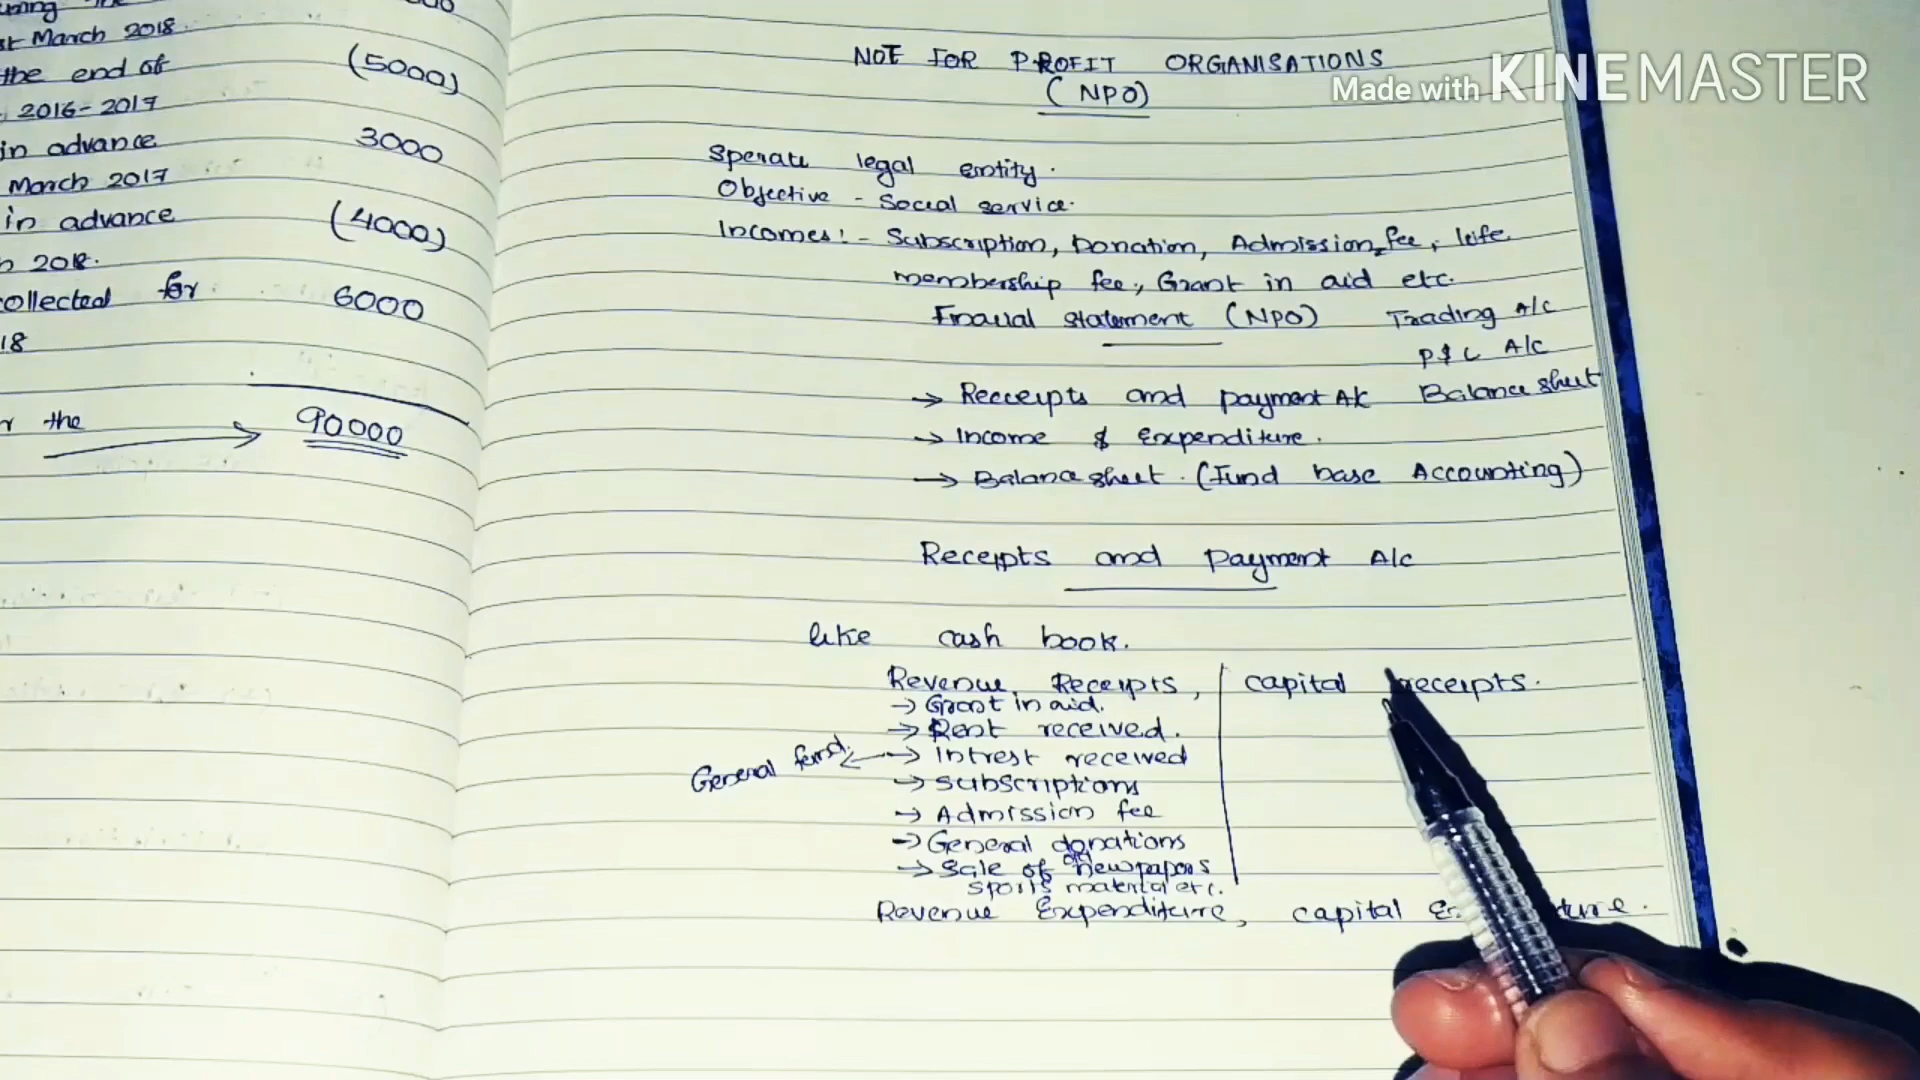 st March 2018.
the end of (5000)
2016-2017
in advance 3000
March 2017
in advance (4000)
2018.
collected for 6000
18
the 90000
NOT FOR PROFIT ORGANISATIONS
(NPO)
Made with KINEMASTER
Sperate legal entity.
Objective - Social service.
Incomes:- Subscription, Donation, Admission fee, life
membership fee, Grant in aid etc.
Finacial statement (NPO) Trading A/c
P & L A/c
→ Receeipts and payment A/c Balance sheet
→ Income & Expenditure.
→ Balance sheet. (Fund base Accounting)
Receipts and payment A/c
like cash book.
Revenue Receipts, capital receipts.
→ Grant in aid.
→ Rent received.
General fund. ← → Intrest received
→ subscriptions
→ Admission fee
→ General donations
→ Sale of old newpapers
sports material etc.
Revenue Expenditure, capital